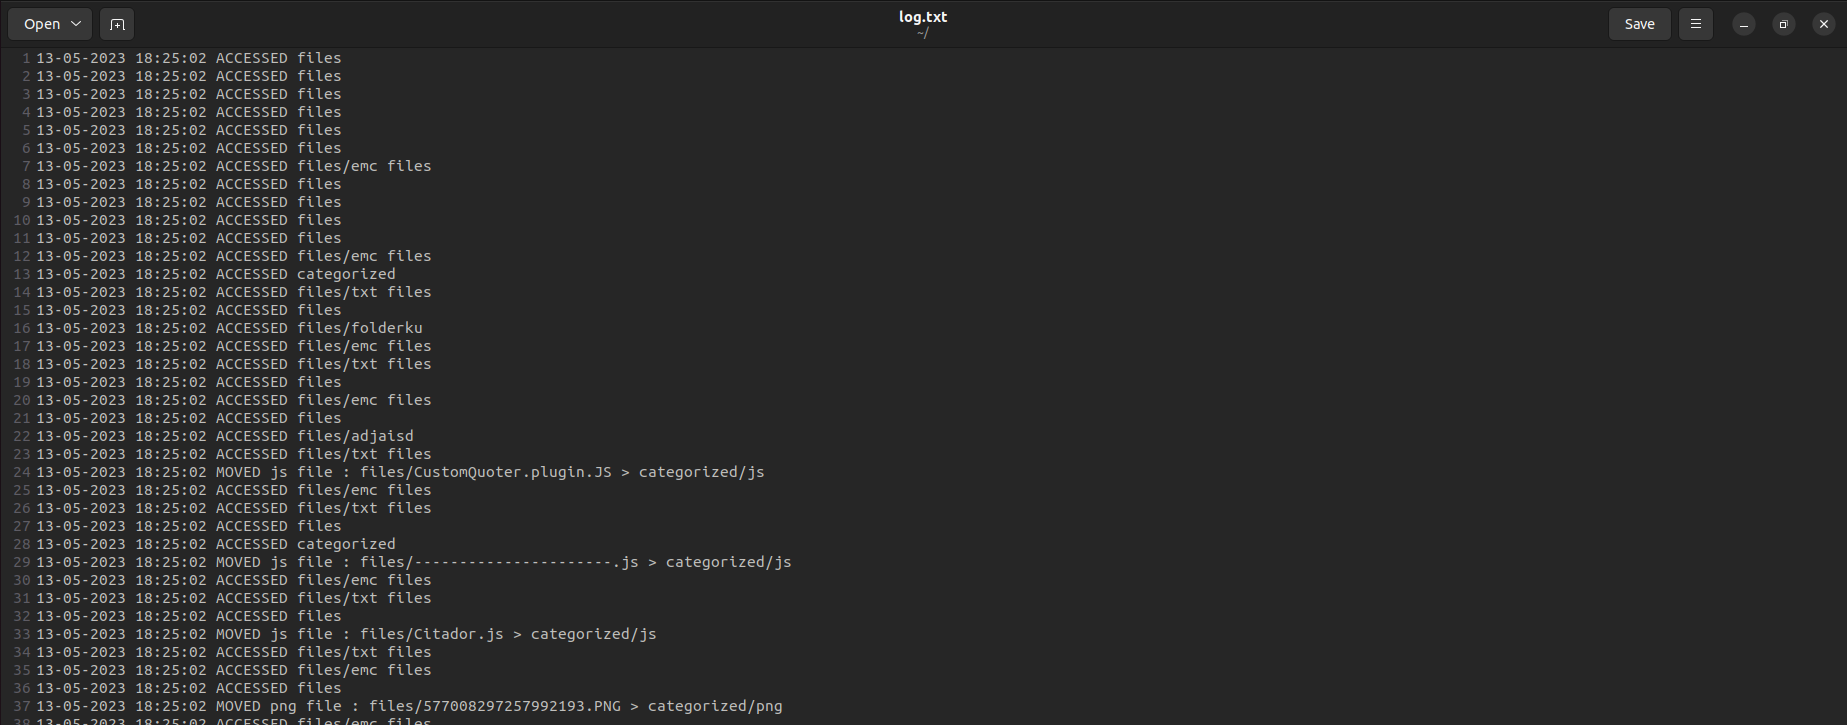 Open
log.txt
~/
Save
1 13-05-2023 18:25:02 ACCESSED files
2 13-05-2023 18:25:02 ACCESSED files
3 13-05-2023 18:25:02 ACCESSED files
4 13-05-2023 18:25:02 ACCESSED files
5 13-05-2023 18:25:02 ACCESSED files
6 13-05-2023 18:25:02 ACCESSED files
7 13-05-2023 18:25:02 ACCESSED files/emc files
8 13-05-2023 18:25:02 ACCESSED files
9 13-05-2023 18:25:02 ACCESSED files
10 13-05-2023 18:25:02 ACCESSED files
11 13-05-2023 18:25:02 ACCESSED files
12 13-05-2023 18:25:02 ACCESSED files/emc files
13 13-05-2023 18:25:02 ACCESSED categorized
14 13-05-2023 18:25:02 ACCESSED files/txt files
15 13-05-2023 18:25:02 ACCESSED files
16 13-05-2023 18:25:02 ACCESSED files/folderku
17 13-05-2023 18:25:02 ACCESSED files/emc files
18 13-05-2023 18:25:02 ACCESSED files/txt files
19 13-05-2023 18:25:02 ACCESSED files
20 13-05-2023 18:25:02 ACCESSED files/emc files
21 13-05-2023 18:25:02 ACCESSED files
22 13-05-2023 18:25:02 ACCESSED files/adjaisd
23 13-05-2023 18:25:02 ACCESSED files/txt files
24 13-05-2023 18:25:02 MOVED js file : files/CustomQuoter.plugin.JS > categorized/js
25 13-05-2023 18:25:02 ACCESSED files/emc files
26 13-05-2023 18:25:02 ACCESSED files/txt files
27 13-05-2023 18:25:02 ACCESSED files
28 13-05-2023 18:25:02 ACCESSED categorized
29 13-05-2023 18:25:02 MOVED js file : files/----------------------.js > categorized/js
30 13-05-2023 18:25:02 ACCESSED files/emc files
31 13-05-2023 18:25:02 ACCESSED files/txt files
32 13-05-2023 18:25:02 ACCESSED files
33 13-05-2023 18:25:02 MOVED js file : files/Citador.js > categorized/js
34 13-05-2023 18:25:02 ACCESSED files/txt files
35 13-05-2023 18:25:02 ACCESSED files/emc files
36 13-05-2023 18:25:02 ACCESSED files
37 13-05-2023 18:25:02 MOVED png file : files/577008297257992193.PNG > categorized/png
38 13-05-2023 18:25:02 ACCESSED files/emc files